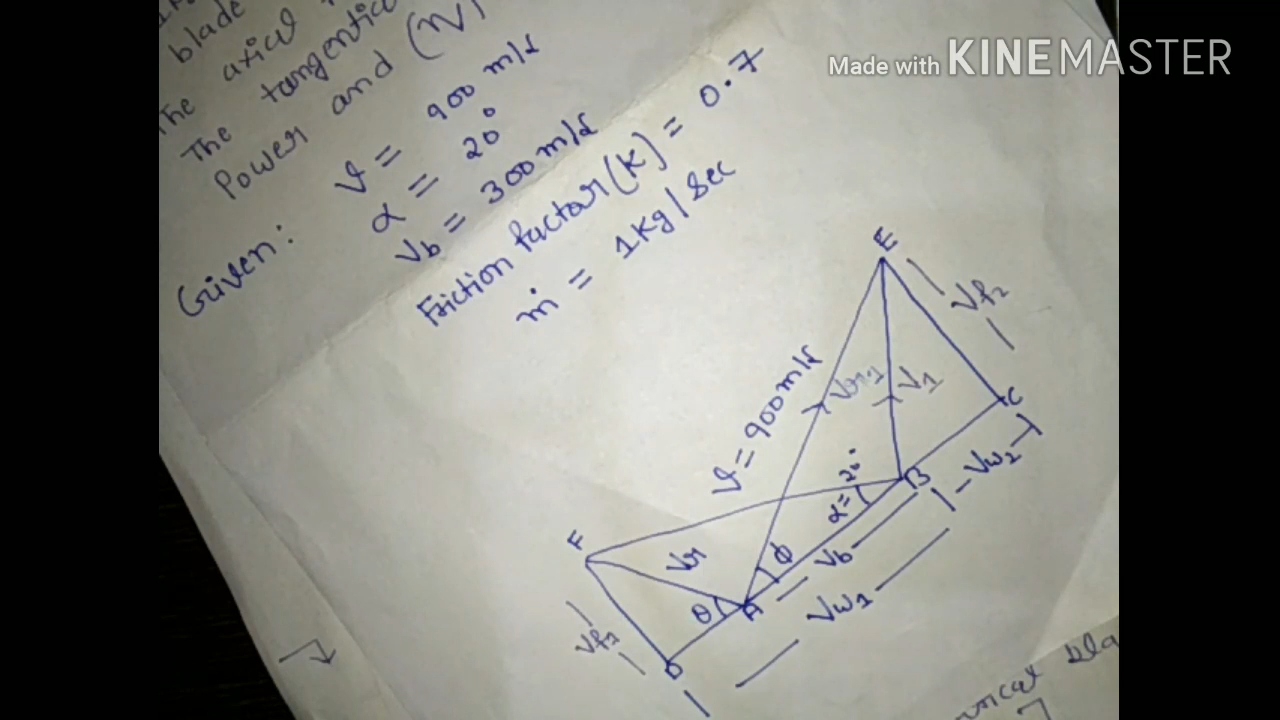 Made with KINEMASTER
blade
The axial
The tangential
Power and (η)
Given: V = 900 m/s
α = 20°
Vb = 300 m/s
Friction factor (K) = 0.7
ṁ = 1 Kg/Sec
E
Vf2
V = 900 m/s
Vr1
V1
C
α = 20°
B
Vw2
F
Vr
φ
Vb
θ
A
Vw1
Vf1
D